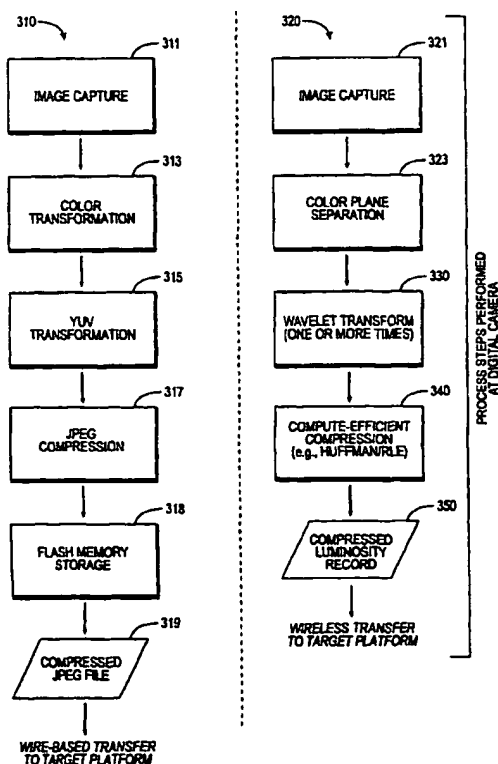 310
311
IMAGE CAPTURE
313
COLOR
TRANSFORMATION
315
YUV
TRANSFORMATION
317
JPEG
COMPRESSION
318
FLASH MEMORY
STORAGE
319
COMPRESSED
JPEG FILE
WIRE-BASED TRANSFER
TO TARGET PLATFORM
320
321
IMAGE CAPTURE
323
COLOR PLANE
SEPARATION
330
WAVELET TRANSFORM
(ONE OR MORE TIMES)
340
COMPUTE-EFFICIENT
COMPRESSION
(e.g., HUFFMAN/RLE)
350
COMPRESSED
LUMINOSITY
RECORD
WIRELESS TRANSFER
TO TARGET PLATFORM
PROCESS STEPS PERFORMED
AT DIGITAL CAMERA